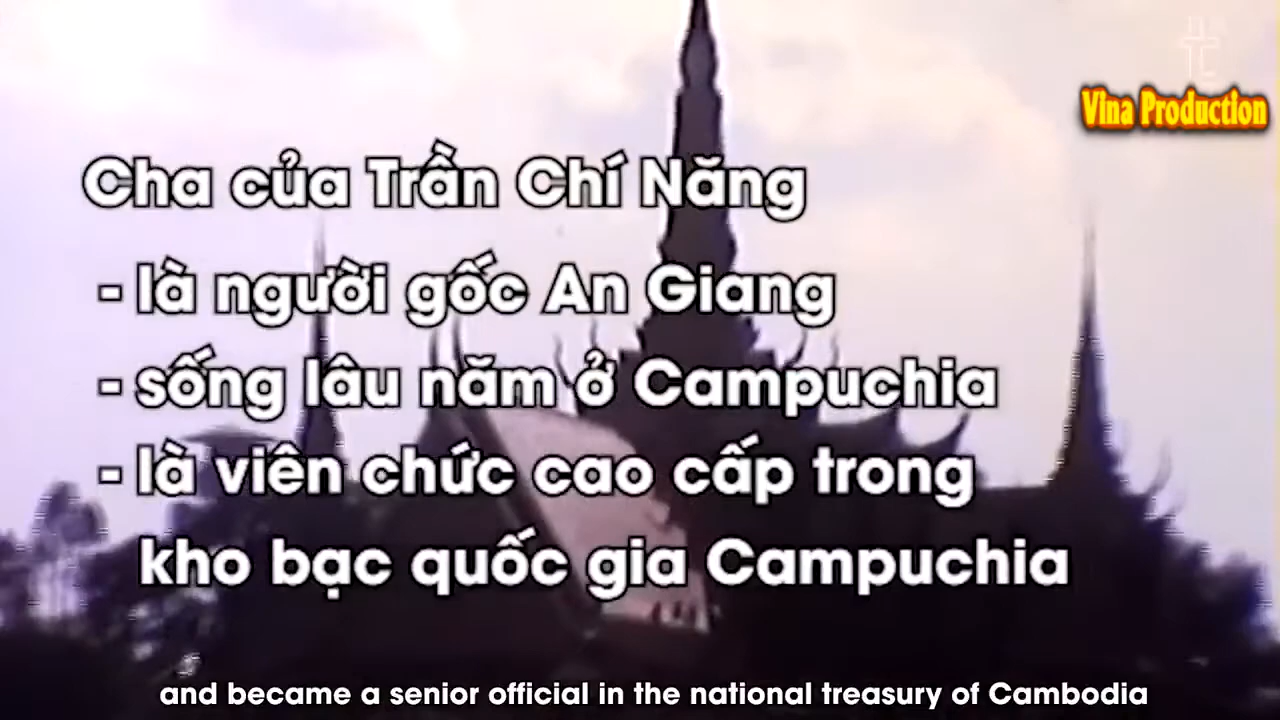 Vina Production
Cha của Trần Chí Năng
- là người gốc An Giang
- sống lâu năm ở Campuchia
- là viên chức cao cấp trong
kho bạc quốc gia Campuchia
and became a senior official in the national treasury of Cambodia